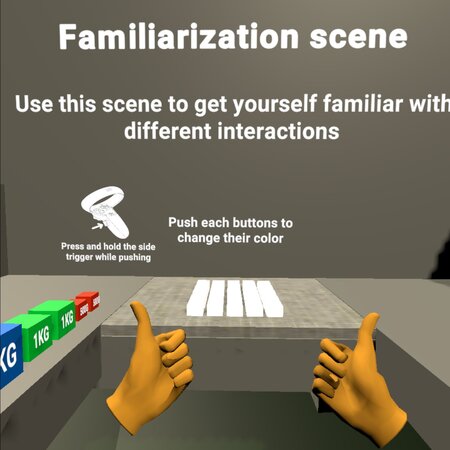 Familiarization scene
Use this scene to get yourself familiar with
different interactions
Push each buttons to
change their color
Press and hold the side
trigger while pushing
KG
1KG
1KG